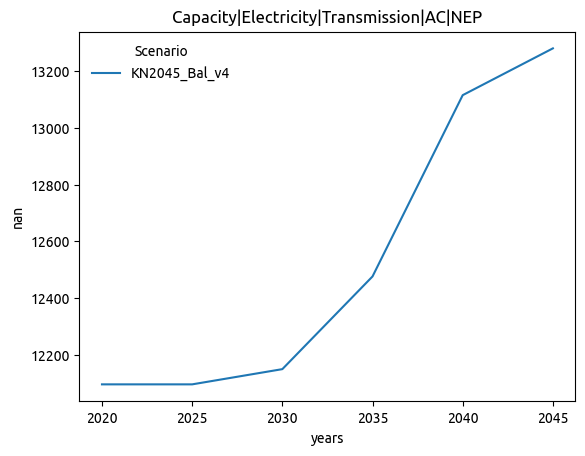 Capacity|Electricity|Transmission|AC|NEP
Scenario
KN2045_Bal_v4
13200
13000
12800
12600
12400
12200
nan
2020 2025 2030 2035 2040 2045
years